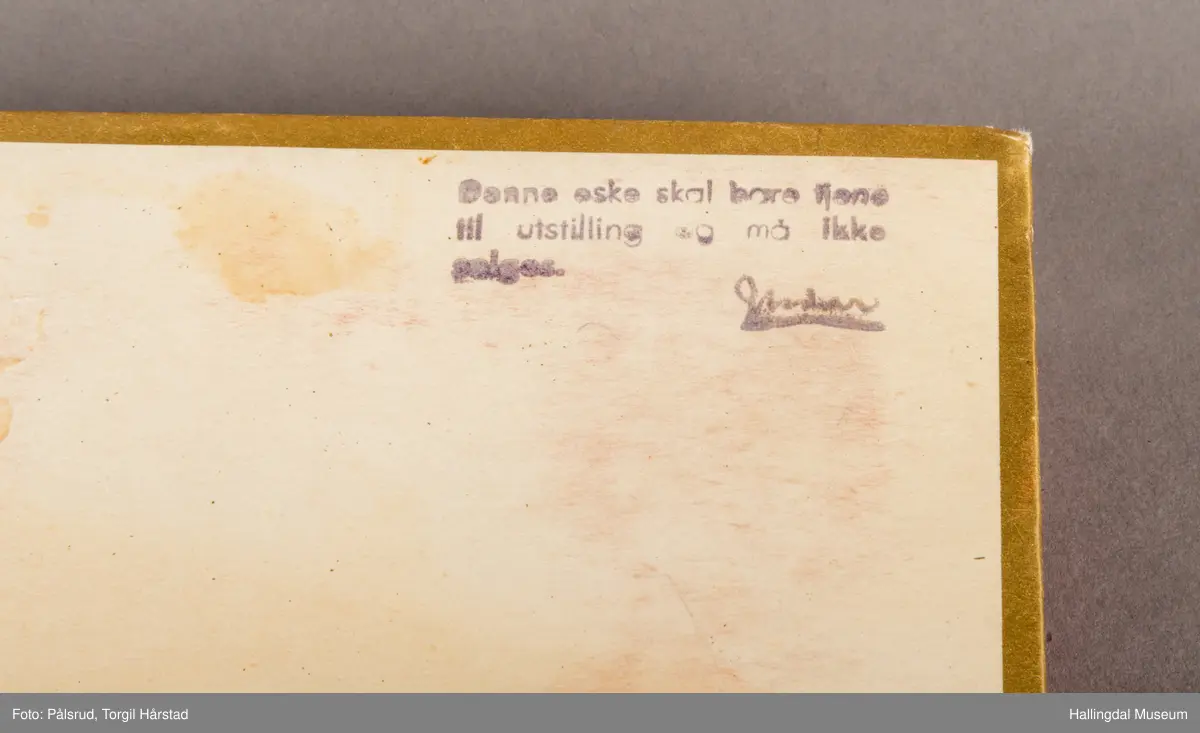 Denne eske skal bare tjene
til utstilling og må ikke
selges.
Foto: Pålsrud, Torgil Hårstad
Hallingdal Museum